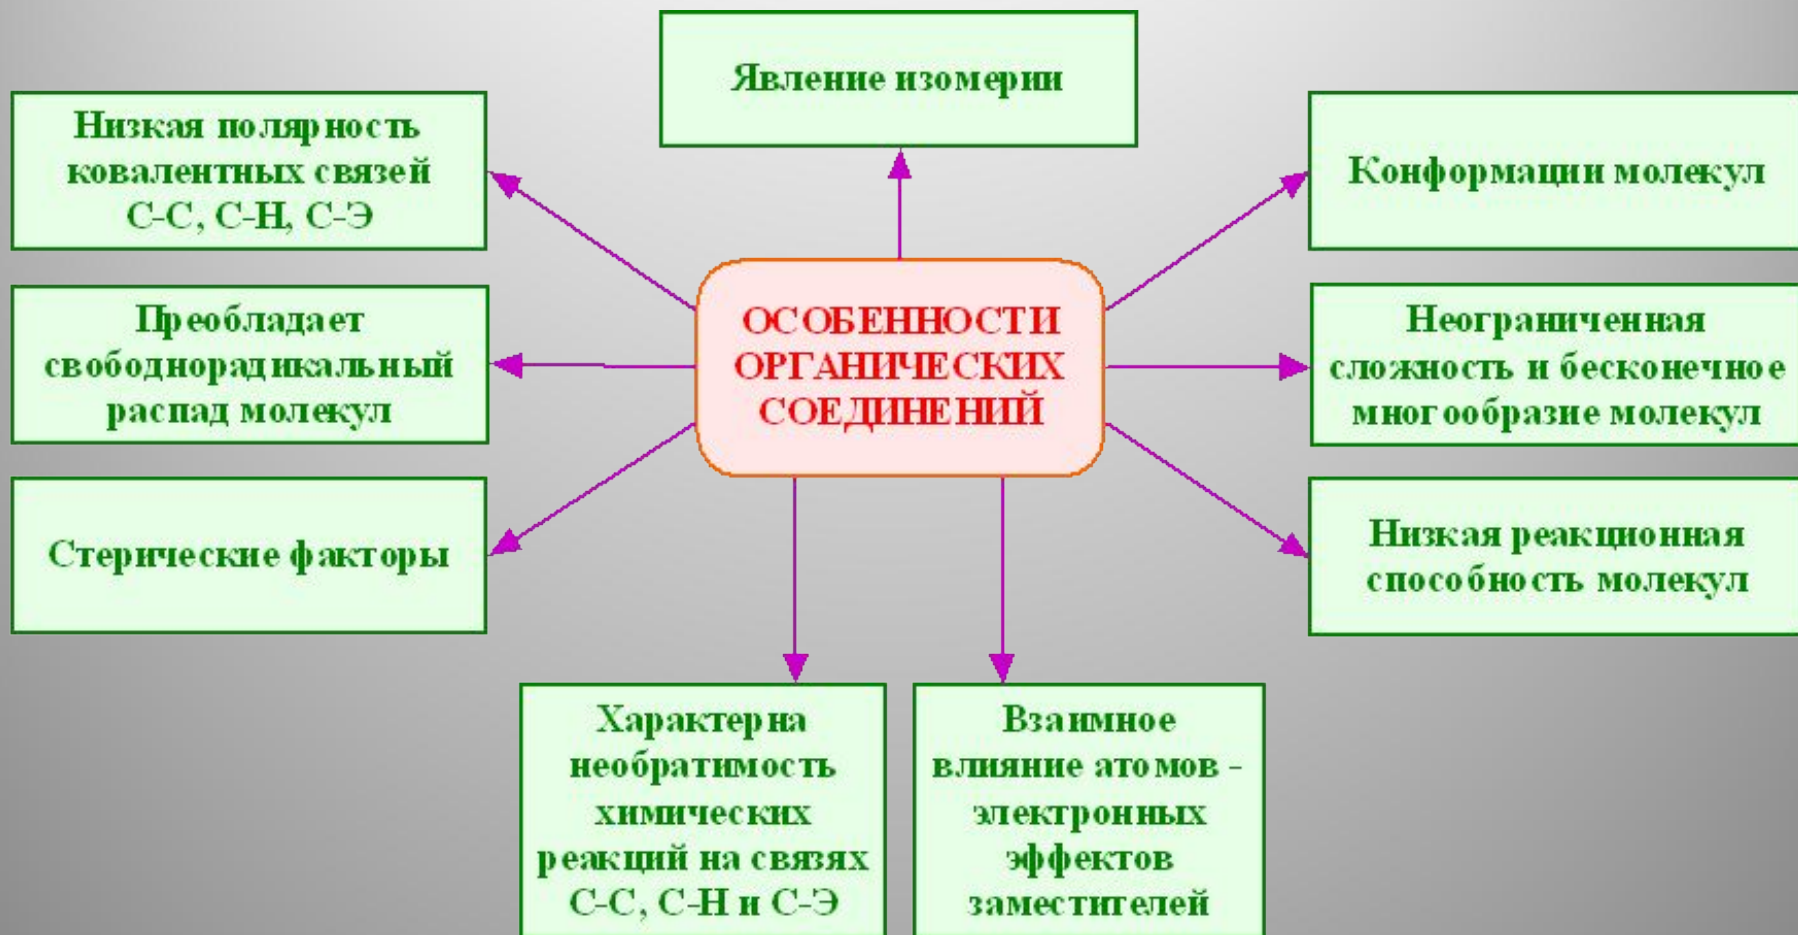 Явление изомерии
Низкая полярность
ковалентных связей
С-С, С-Н, С-Э
Конформации молекул
ОСОБЕННОСТИ
ОРГАНИЧЕСКИХ
СОЕДИНЕНИЙ
Преобладает
свободнорадикальный
распад молекул
Неограниченная
сложность и бесконечное
многообразие молекул
Стерические факторы
Низкая реакционная
способность молекул
Характерна
необратимость
химических
реакций на связях
С-С, С-Н и С-Э
Взаимное
влияние атомов -
электронных
эффектов
заместителей